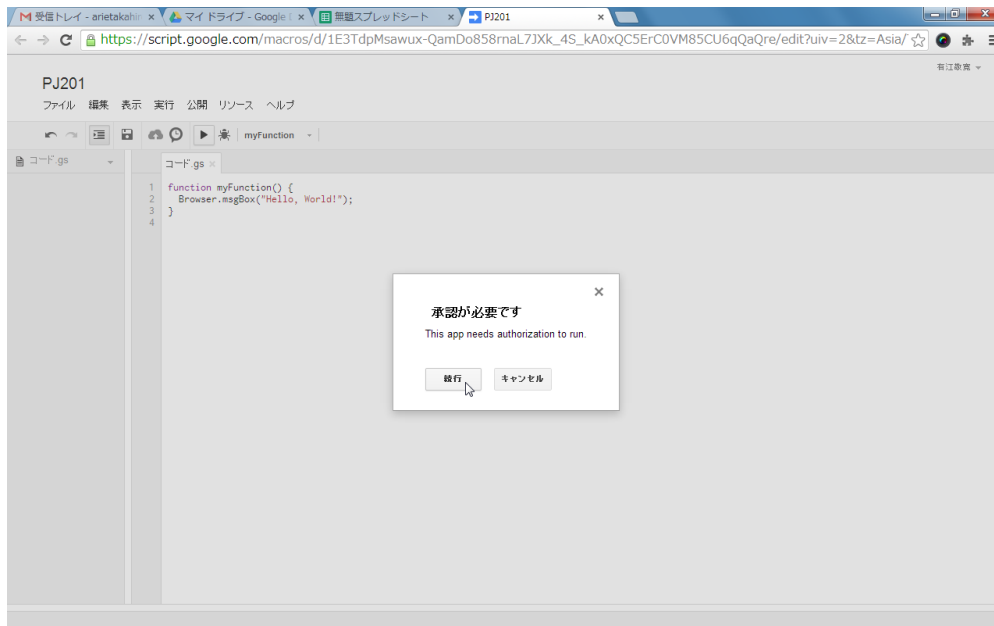 受信トレイ - arietakahir
マイ ドライブ - Google
無題スプレッドシート
PJ201
https://script.google.com/macros/d/1E3TdpMsawux-QamDo858rnaL7JXk_4S_kA0xQC5ErC0VM85CU6qQaQre/edit?uiv=2&tz=Asia/
有江敬寛
PJ201
ファイル 編集 表示 実行 公開 リソース ヘルプ
myFunction
コード.gs
コード.gs
1 function myFunction() {
2 Browser.msgBox("Hello, World!");
3 }
4
承認が必要です
This app needs authorization to run.
続行 キャンセル